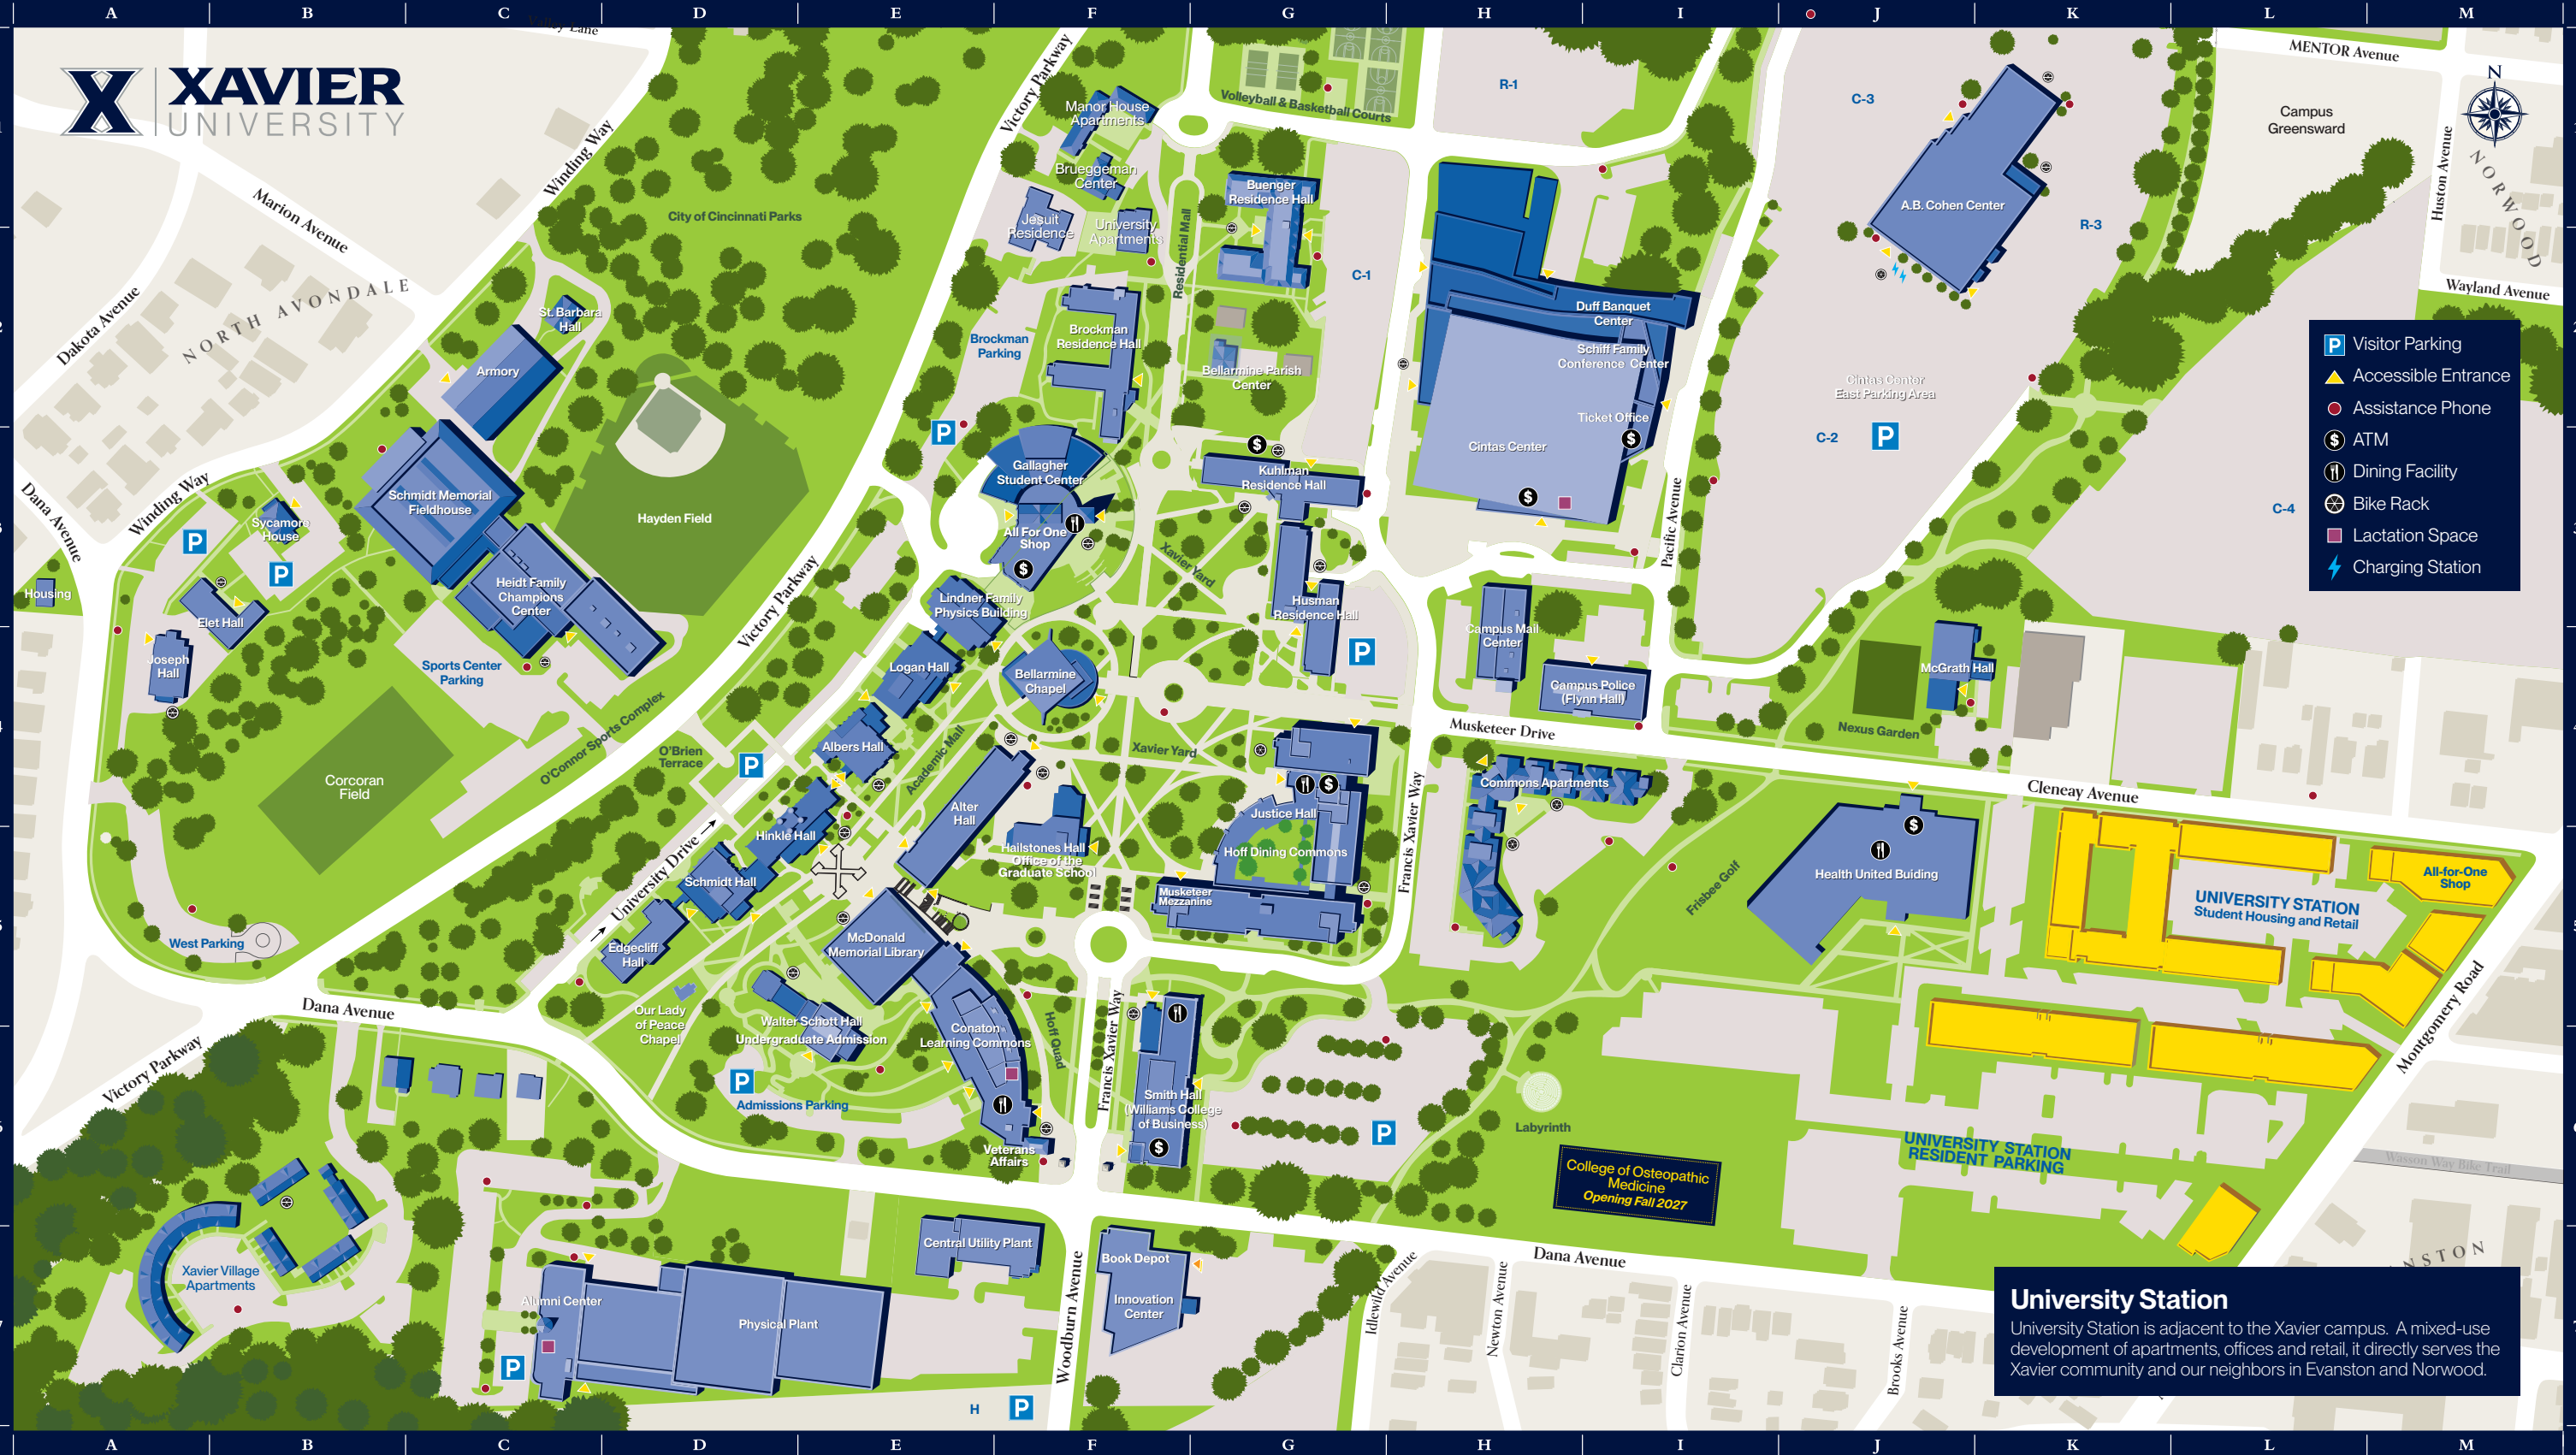 A B C D E F G H I J K L M
Valley Lane
XAVIER
UNIVERSITY
Winding Way
Marion Avenue
NORTH AVONDALE
Dakota Avenue
Dana Avenue
Winding Way
City of Cincinnati Parks
Victory Parkway
Manor House
Apartments
Brueggeman
Center
Jesuit
Residence
University
Apartments
Residential Mall
Volleyball & Basketball Courts
Buenger
Residence Hall
R-1
C-1
C-3
A.B. Cohen Center
R-3
MENTOR Avenue
Campus
Greensward
Huston Avenue
N
NORWOOD
Wayland Avenue
St. Barbara
Hall
Armory
Brockman
Parking
Brockman
Residence Hall
Bellarmine Parish
Center
Duff Banquet
Center
Schiff Family
Conference Center
Ticket Office
Cintas Center
Cintas Center
East Parking Area
C-2
P
C-4
P Visitor Parking
Accessible Entrance
Assistance Phone
$ ATM
Dining Facility
Bike Rack
Lactation Space
Charging Station
Schmidt Memorial
Fieldhouse
Hayden Field
Sycamore
House
P
P
P
Housing
Elet Hall
Joseph
Hall
Heidt Family
Champions
Center
Sports Center
Parking
O'Connor Sports Complex
Corcoran
Field
Victory Parkway
Gallagher
Student Center
All For One
Shop
$
$
Kuhlman
Residence Hall
Xavier Yard
Husman
Residence Hall
P
$
$
Pacific Avenue
Lindner Family
Physics Building
Logan Hall
Bellarmine
Chapel
Albers Hall
Academic Mall
O'Brien
Terrace
P
Xavier Yard
Campus Mail
Center
Campus Police
(Flynn Hall)
Musketeer Drive
McGrath Hall
Nexus Garden
Cleneay Avenue
Hinkle Hall
Alter
Hall
Hailstones Hall
Office of the
Graduate School
Justice Hall
$
Hoff Dining Commons
Musketeer
Mezzanine
Francis Xavier Way
Commons Apartments
Frisbee Golf
$
Health United Buiding
UNIVERSITY STATION
Student Housing and Retail
All-for-One
Shop
Montgomery Road
University Drive
Schmidt Hall
Edgecliff
Hall
McDonald
Memorial Library
West Parking
Dana Avenue
Victory Parkway
Our Lady
of Peace
Chapel
Walter Schott Hall
Undergraduate Admission
Conaton
Learning Commons
Hoff Quad
Francis Xavier Way
P
Admissions Parking
Veterans
Affairs
Smith Hall
(Williams College
of Business)
$
P
Labyrinth
College of Osteopathic
Medicine
Opening Fall 2027
UNIVERSITY STATION
RESIDENT PARKING
Wasson Way Bike Trail
Xavier Village
Apartments
Alumni Center
Physical Plant
P
Central Utility Plant
Woodburn Avenue
Book Depot
Innovation
Center
H
P
Idlewild Avenue
Dana Avenue
Newton Avenue
Clarion Avenue
Brooks Avenue
NSTON
University Station
University Station is adjacent to the Xavier campus. A mixed-use
development of apartments, offices and retail, it directly serves the
Xavier community and our neighbors in Evanston and Norwood.
A B C D E F G H I J K L M